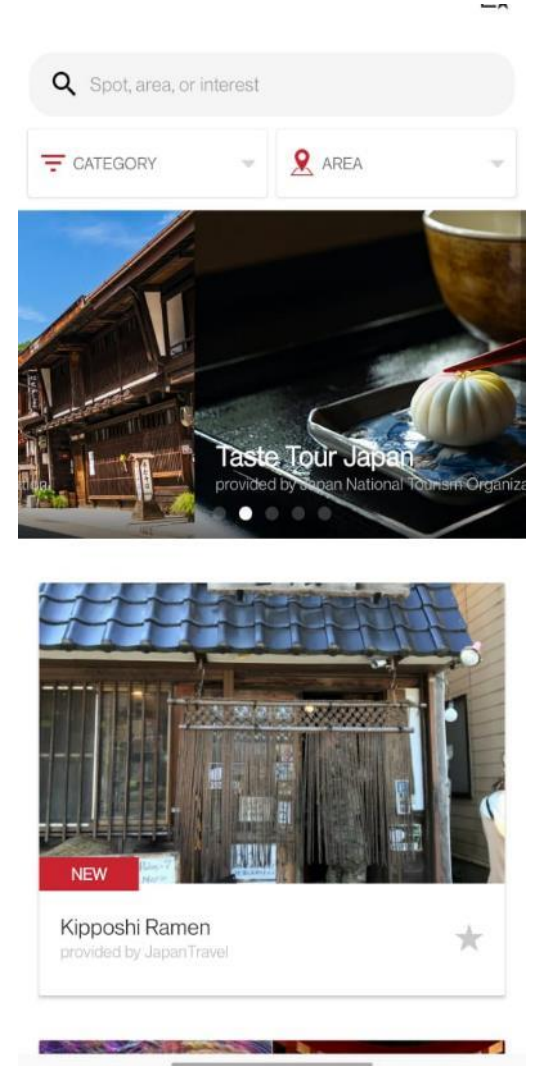 Spot, area, or interest
CATEGORY
AREA
Taste Tour Japan
provided by Japan National Tourism Organiza
NEW
Kipposhi Ramen
provided by JapanTravel